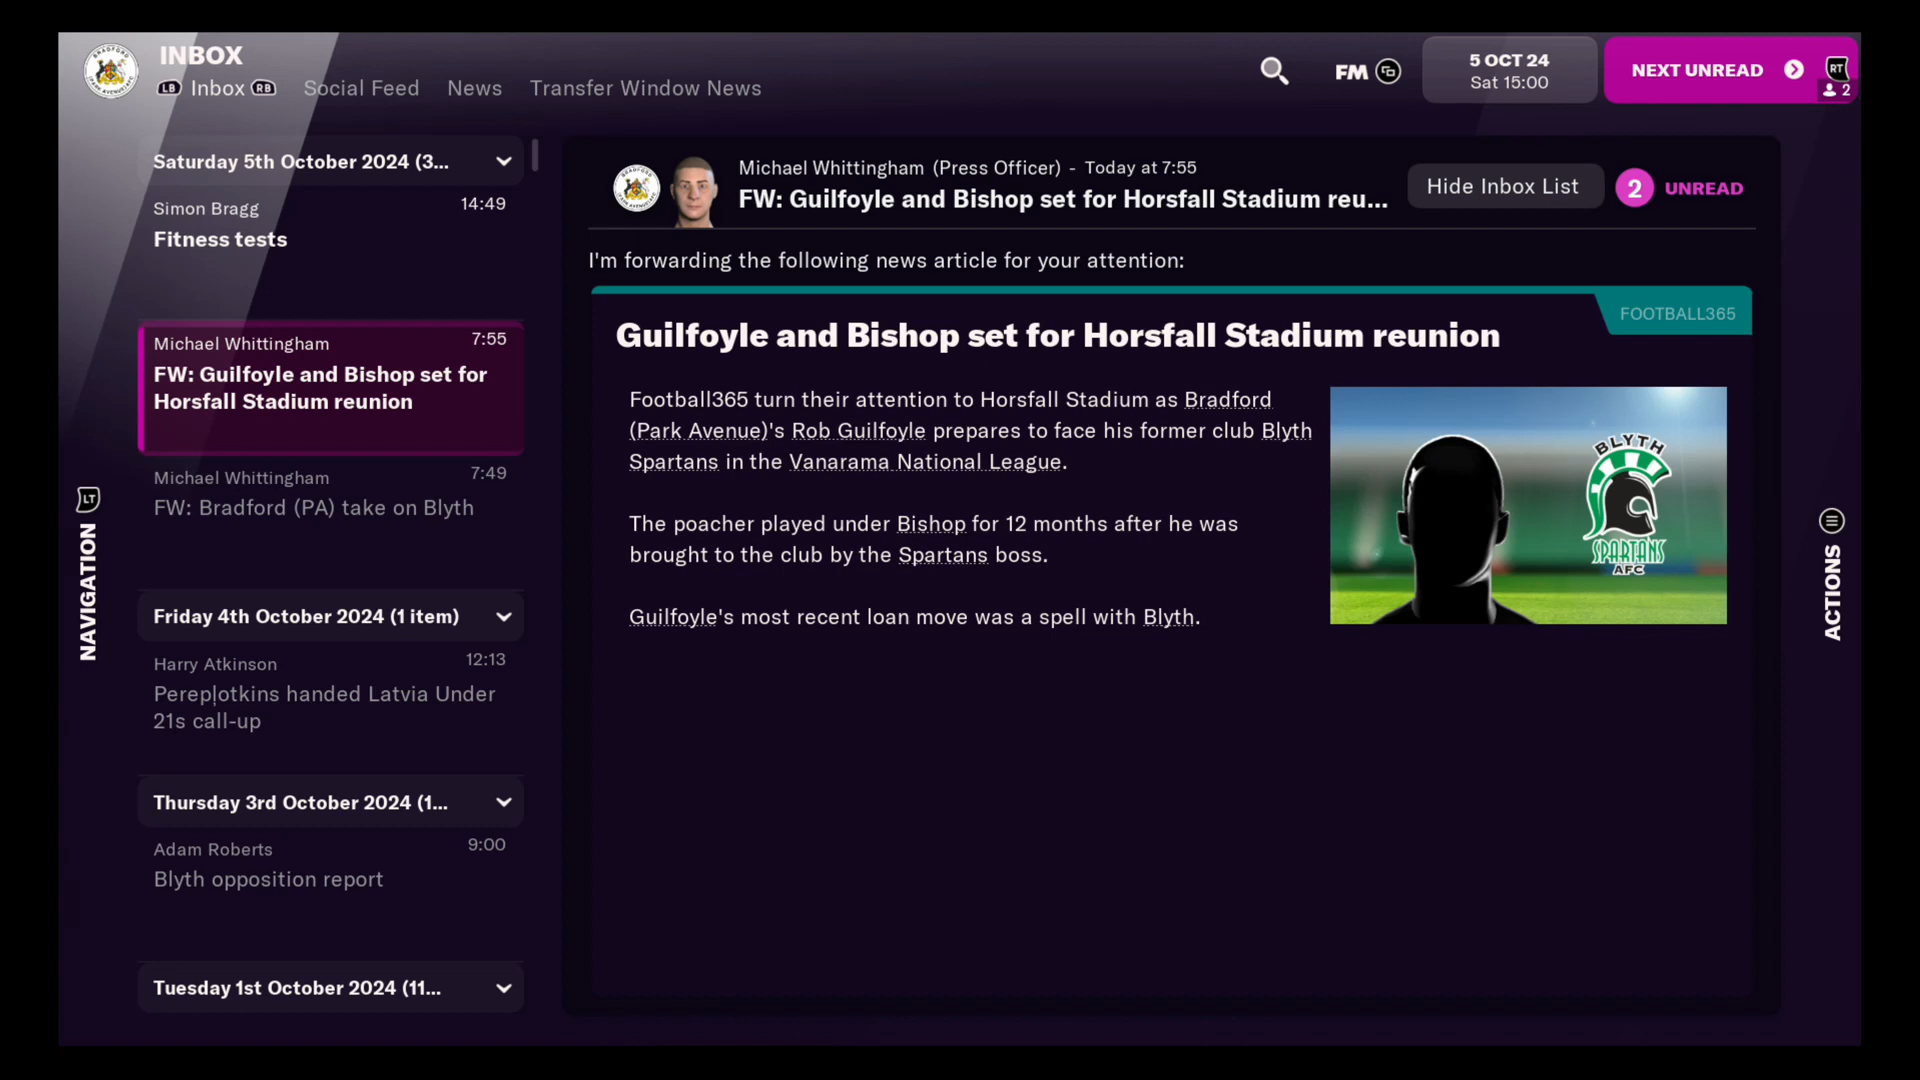 INBOX
LB Inbox RB Social Feed News Transfer Window News
FM
5 OCT 24
Sat 15:00
NEXT UNREAD
RT
2
Saturday 5th October 2024 (3...
Simon Bragg 14:49
Fitness tests
Michael Whittingham 7:55
FW: Guilfoyle and Bishop set for
Horsfall Stadium reunion
Michael Whittingham 7:49
FW: Bradford (PA) take on Blyth
Friday 4th October 2024 (1 item)
Harry Atkinson 12:13
Pereplotkins handed Latvia Under
21s call-up
Thursday 3rd October 2024 (1...
Adam Roberts 9:00
Blyth opposition report
Tuesday 1st October 2024 (11...
LT
NAVIGATION
Michael Whittingham (Press Officer) - Today at 7:55
FW: Guilfoyle and Bishop set for Horsfall Stadium reu...
Hide Inbox List
2 UNREAD
I'm forwarding the following news article for your attention:
FOOTBALL365
Guilfoyle and Bishop set for Horsfall Stadium reunion
Football365 turn their attention to Horsfall Stadium as Bradford
(Park Avenue)'s Rob Guilfoyle prepares to face his former club Blyth
Spartans in the Vanarama National League.
The poacher played under Bishop for 12 months after he was
brought to the club by the Spartans boss.
Guilfoyle's most recent loan move was a spell with Blyth.
BLYTH
SPARTANS
AFC
ACTIONS